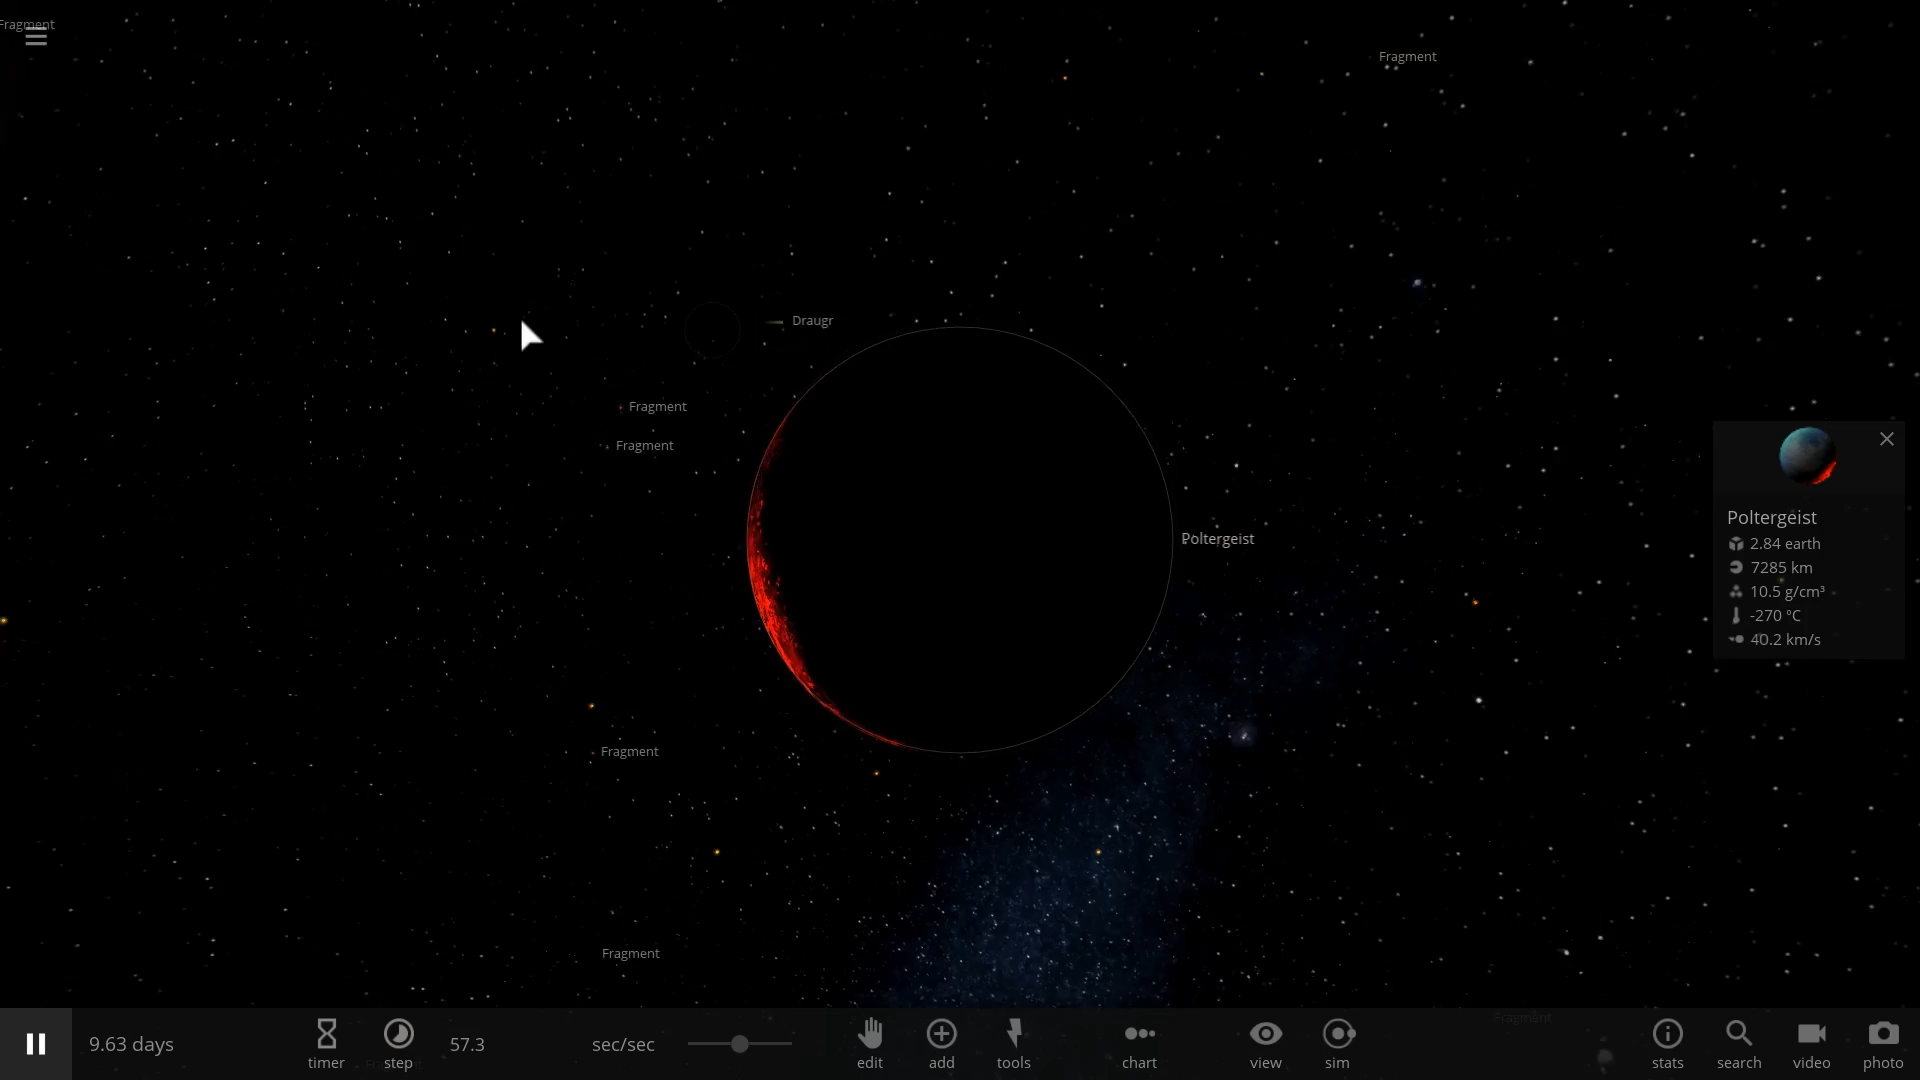 Fragment
Fragment
Draugr
Fragment
Fragment
Poltergeist
Poltergeist
2.84 earth
7285 km
10.5 g/cm³
-270 °C
40.2 km/s
Fragment
Fragment
Fragment
9.63 days
timer
step
57.3
sec/sec
edit
add
tools
chart
view
sim
stats
search
video
photo